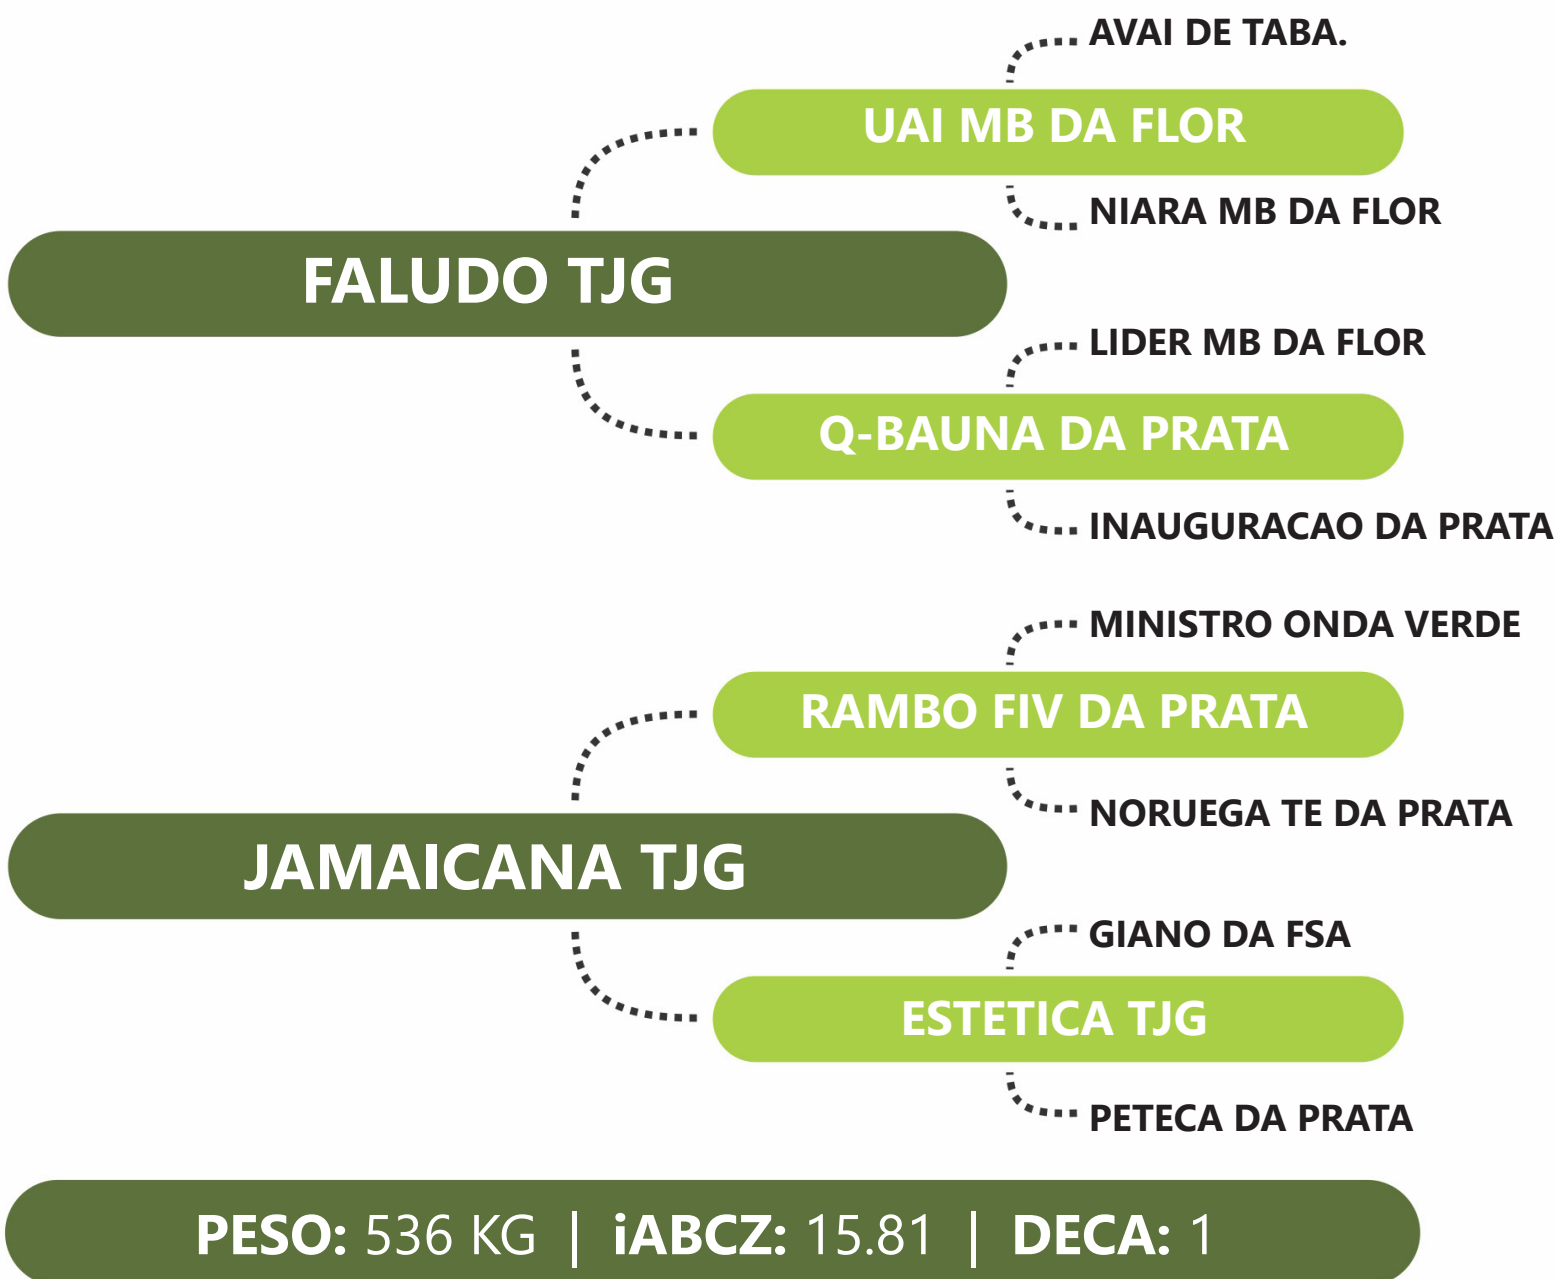 AVAI DE TABA.
UAI MB DA FLOR
NIARA MB DA FLOR
FALUDO TJG
LIDER MB DA FLOR
Q-BAUNA DA PRATA
INAUGURACAO DA PRATA
MINISTRO ONDA VERDE
RAMBO FIV DA PRATA
NORUEGA TE DA PRATA
JAMAICANA TJG
GIANO DA FSA
ESTETICA TJG
PETECA DA PRATA
PESO: 536 KG | iABCZ: 15.81 | DECA: 1